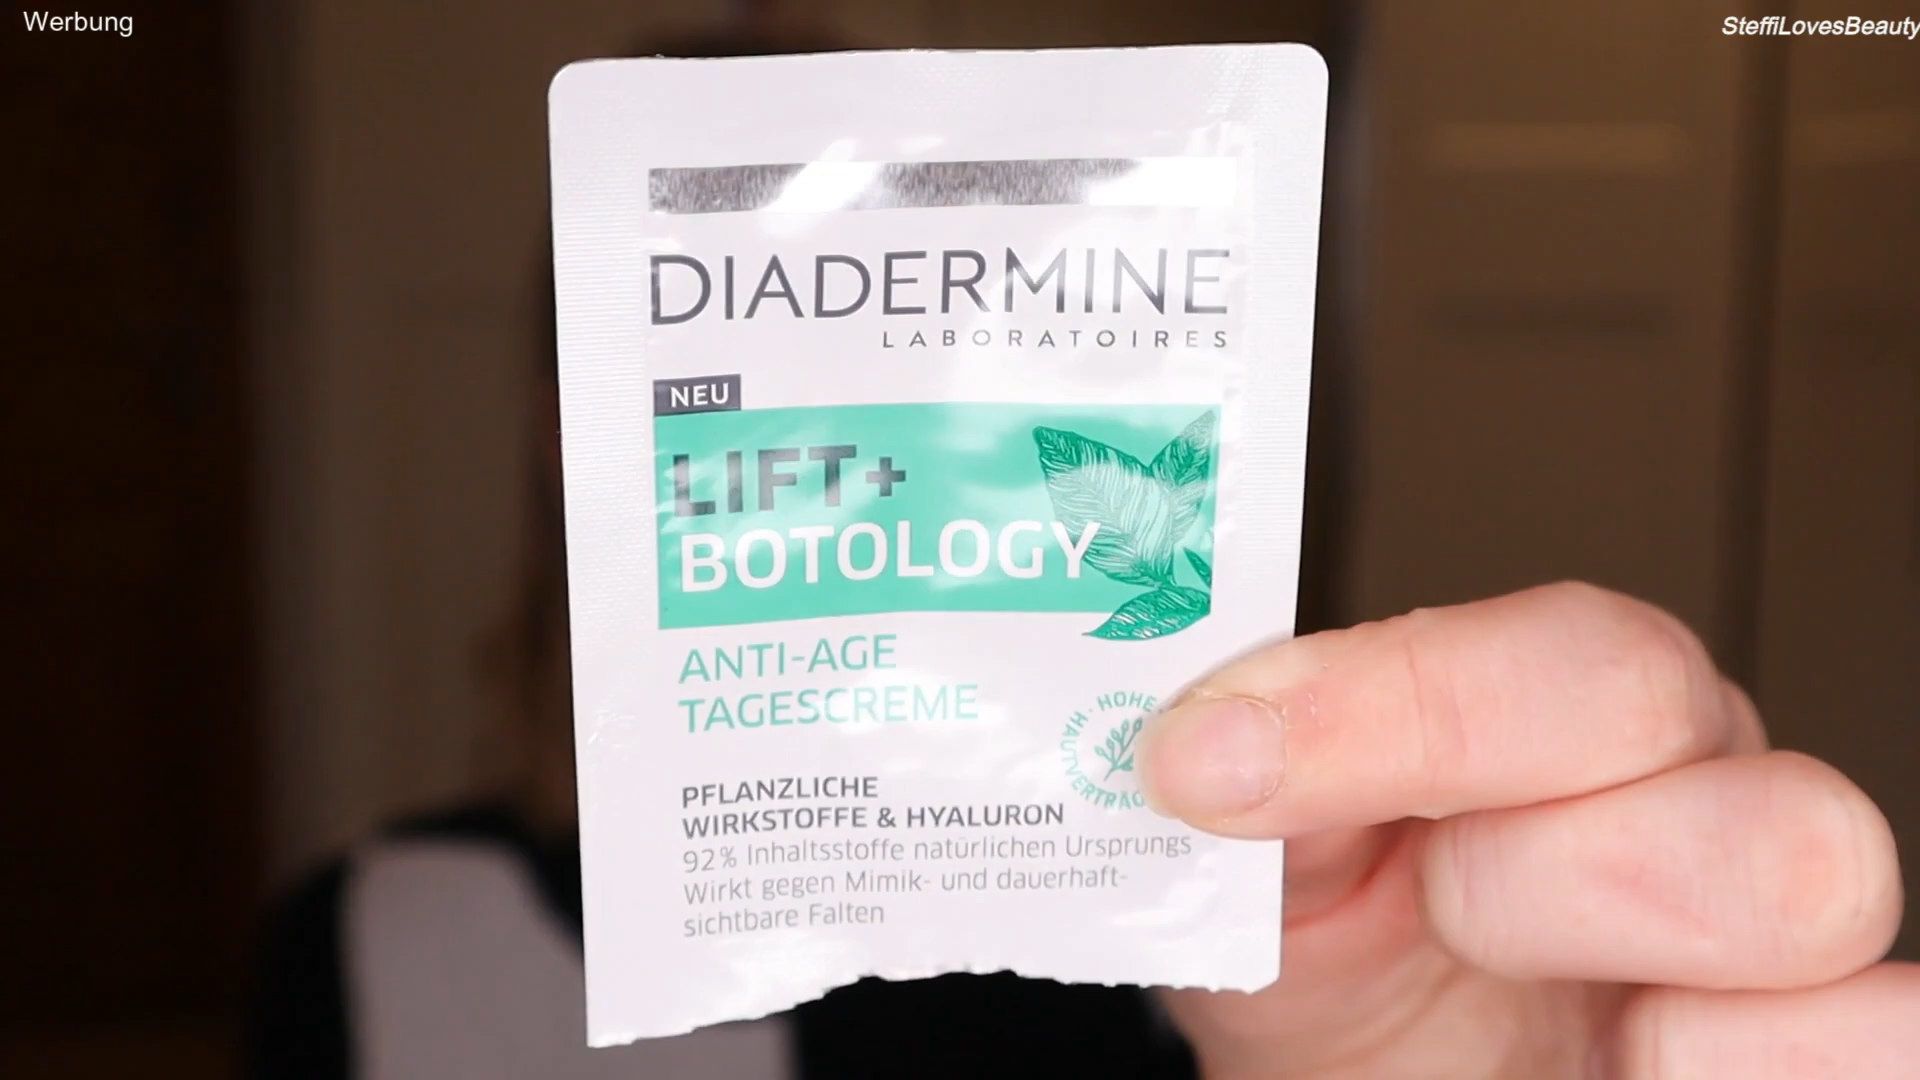 Werbung
SteffiLovesBeauty
DIADERMINE
LABORATOIRES
NEU
LIFT+
BOTOLOGY
ANTI-AGE
TAGESCREME
HOHE
PFLANZLICHE
WIRKSTOFFE & HYALURON
92% Inhaltsstoffe natürlichen Ursprungs
Wirkt gegen Mimik- und dauerhaft-
sichtbare Falten